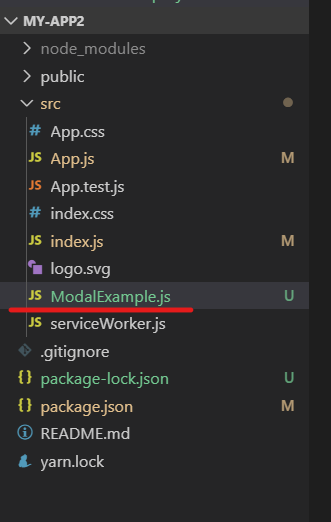 MY-APP2
node_modules
public
src
# App.css
JS App.js M
JS App.test.js
# index.css
JS index.js M
logo.svg
JS ModalExample.js U
JS serviceWorker.js
.gitignore
{} package-lock.json U
{} package.json M
README.md
yarn.lock